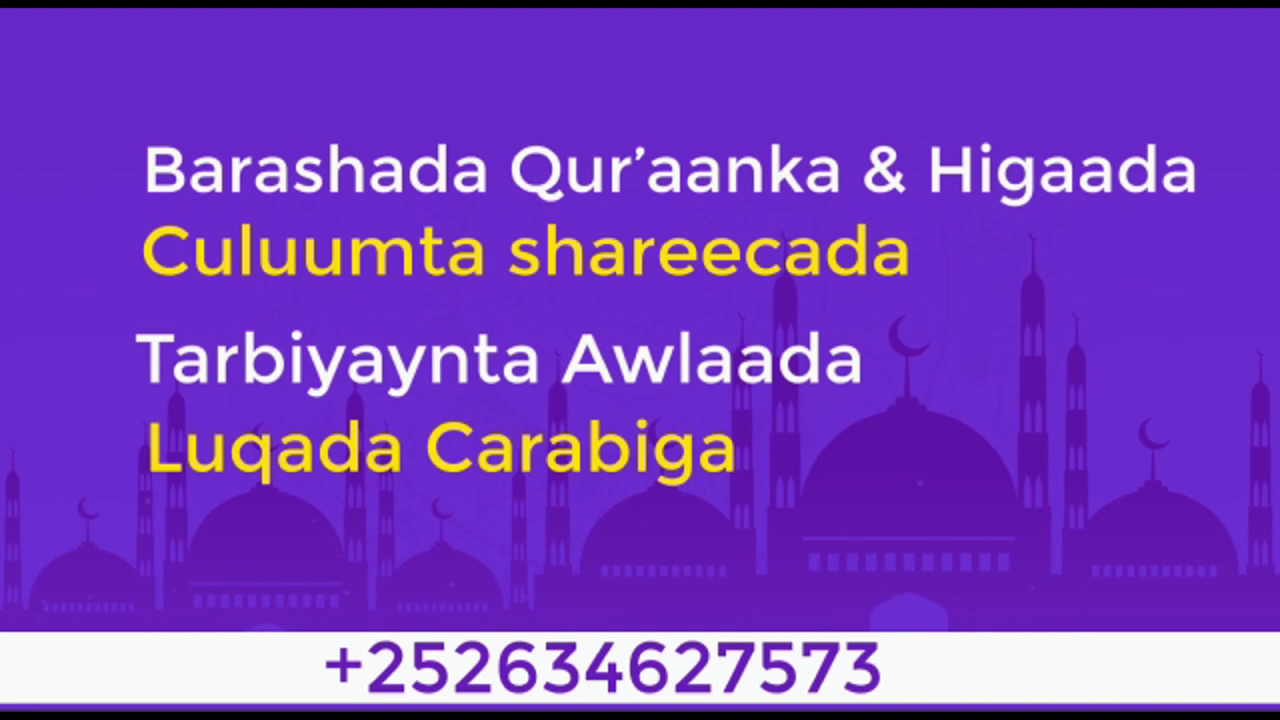 Barashada Qur’aanka & Higaada
Culuumta shareecada
Tarbiyaynta Awlaada
Luqada Carabiga
+252634627573